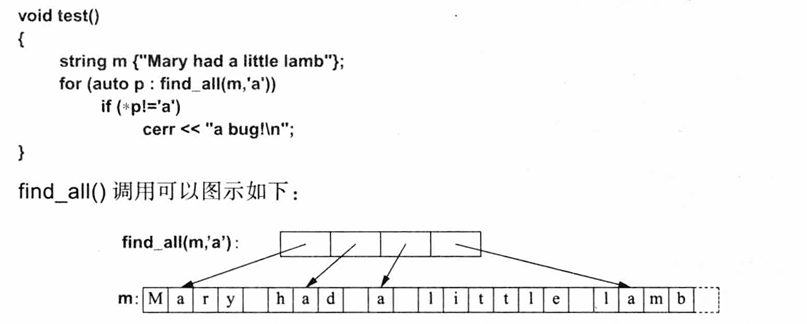 void test()
{
string m {"Mary had a little lamb"};
for (auto p : find_all(m,'a'))
if (*p!='a')
cerr << "a bug!\n";
}
find_all() 调用可以图示如下：
find_all(m,'a') :
m: M a r y h a d a l i t t l e l a m b